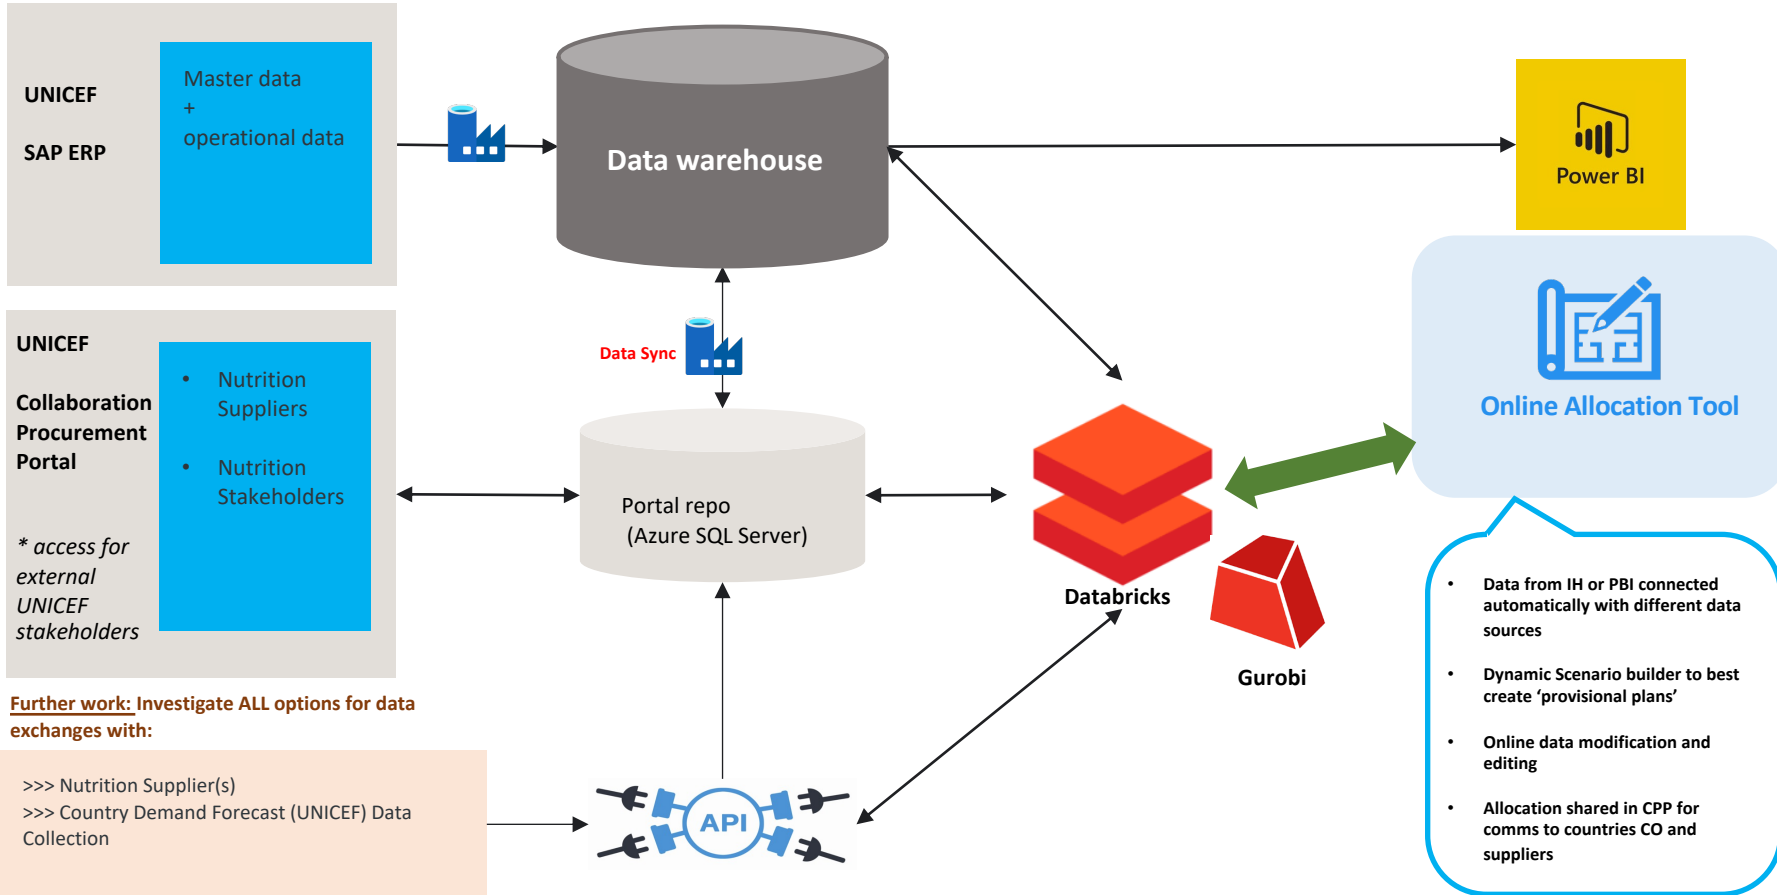 UNICEF
SAP ERP
Master data
+
operational data
Data warehouse
Power BI
UNICEF
Collaboration
Procurement
Portal
* access for
external
UNICEF
stakeholders
• Nutrition
Suppliers
• Nutrition
Stakeholders
Data Sync
Portal repo
(Azure SQL Server)
Databricks
Gurobi
Online Allocation Tool
• Data from IH or PBI connected
automatically with different data
sources
• Dynamic Scenario builder to best
create ‘provisional plans’
• Online data modification and
editing
• Allocation shared in CPP for
comms to countries CO and
suppliers
Further work: Investigate ALL options for data
exchanges with:
>>> Nutrition Supplier(s)
>>> Country Demand Forecast (UNICEF) Data
Collection
API